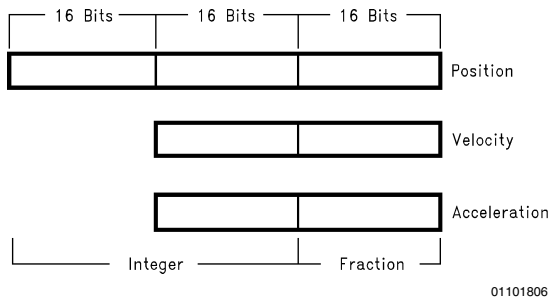 16 Bits 16 Bits 16 Bits
Position
Velocity
Acceleration
Integer Fraction
01101806